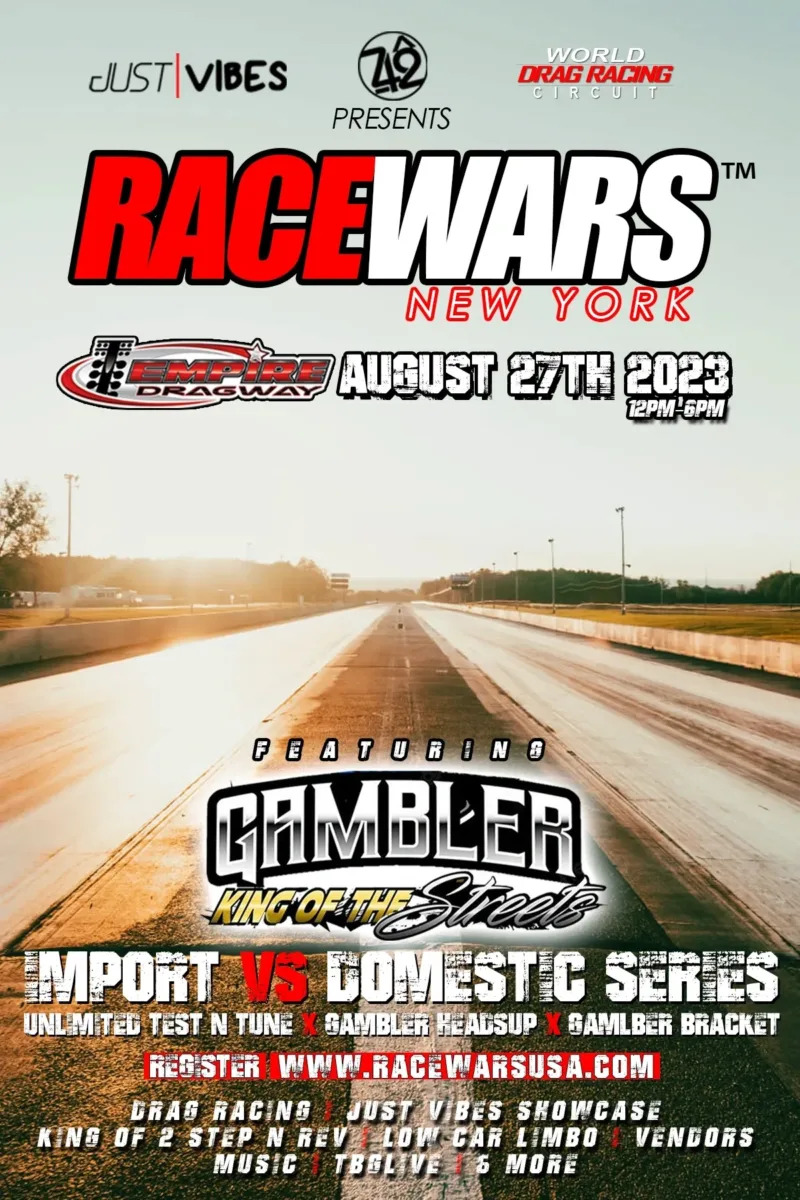 JUST | VIBES
742
PRESENTS
WORLD
DRAG RACING
CIRCUIT
RACEWARS™
NEW YORK
EMPIRE
DRAGWAY
AUGUST 27TH 2023
12PM-6PM
FEATURING
GAMBLER
KING OF THE Streets
IMPORT VS DOMESTIC SERIES
UNLIMITED TEST N TUNE X GAMBLER HEADSUP X GAMLBER BRACKET
REGISTER | WWW.RACEWARSUSA.COM
DRAG RACING | JUST VIBES SHOWCASE
KING OF 2 STEP N REV | LOW CAR LIMBO | VENDORS
MUSIC | TBGLIVE | & MORE